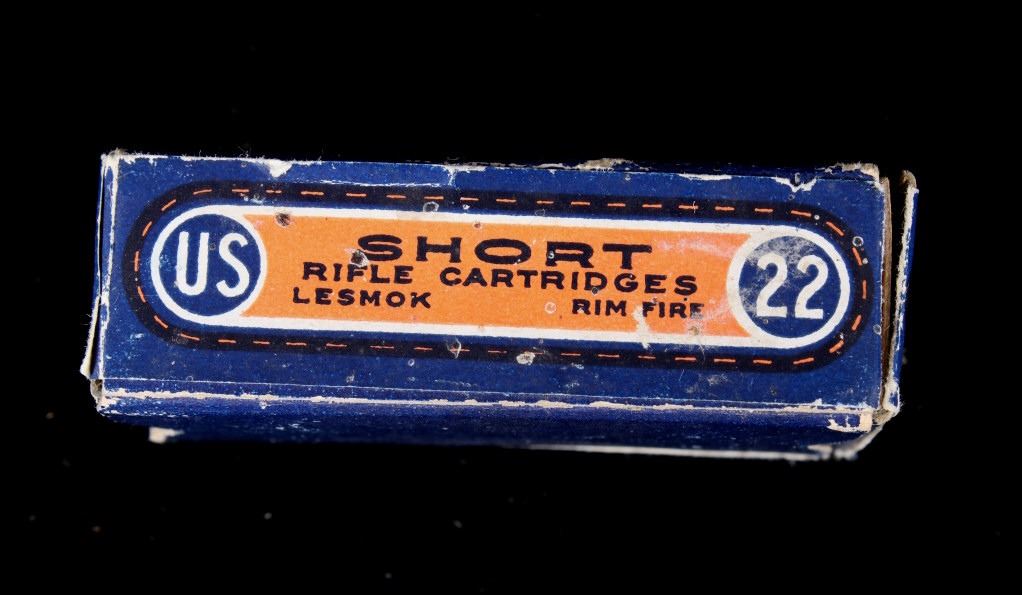 US
SHORT
RIFLE CARTRIDGES
LESMOK RIM FIRE
22